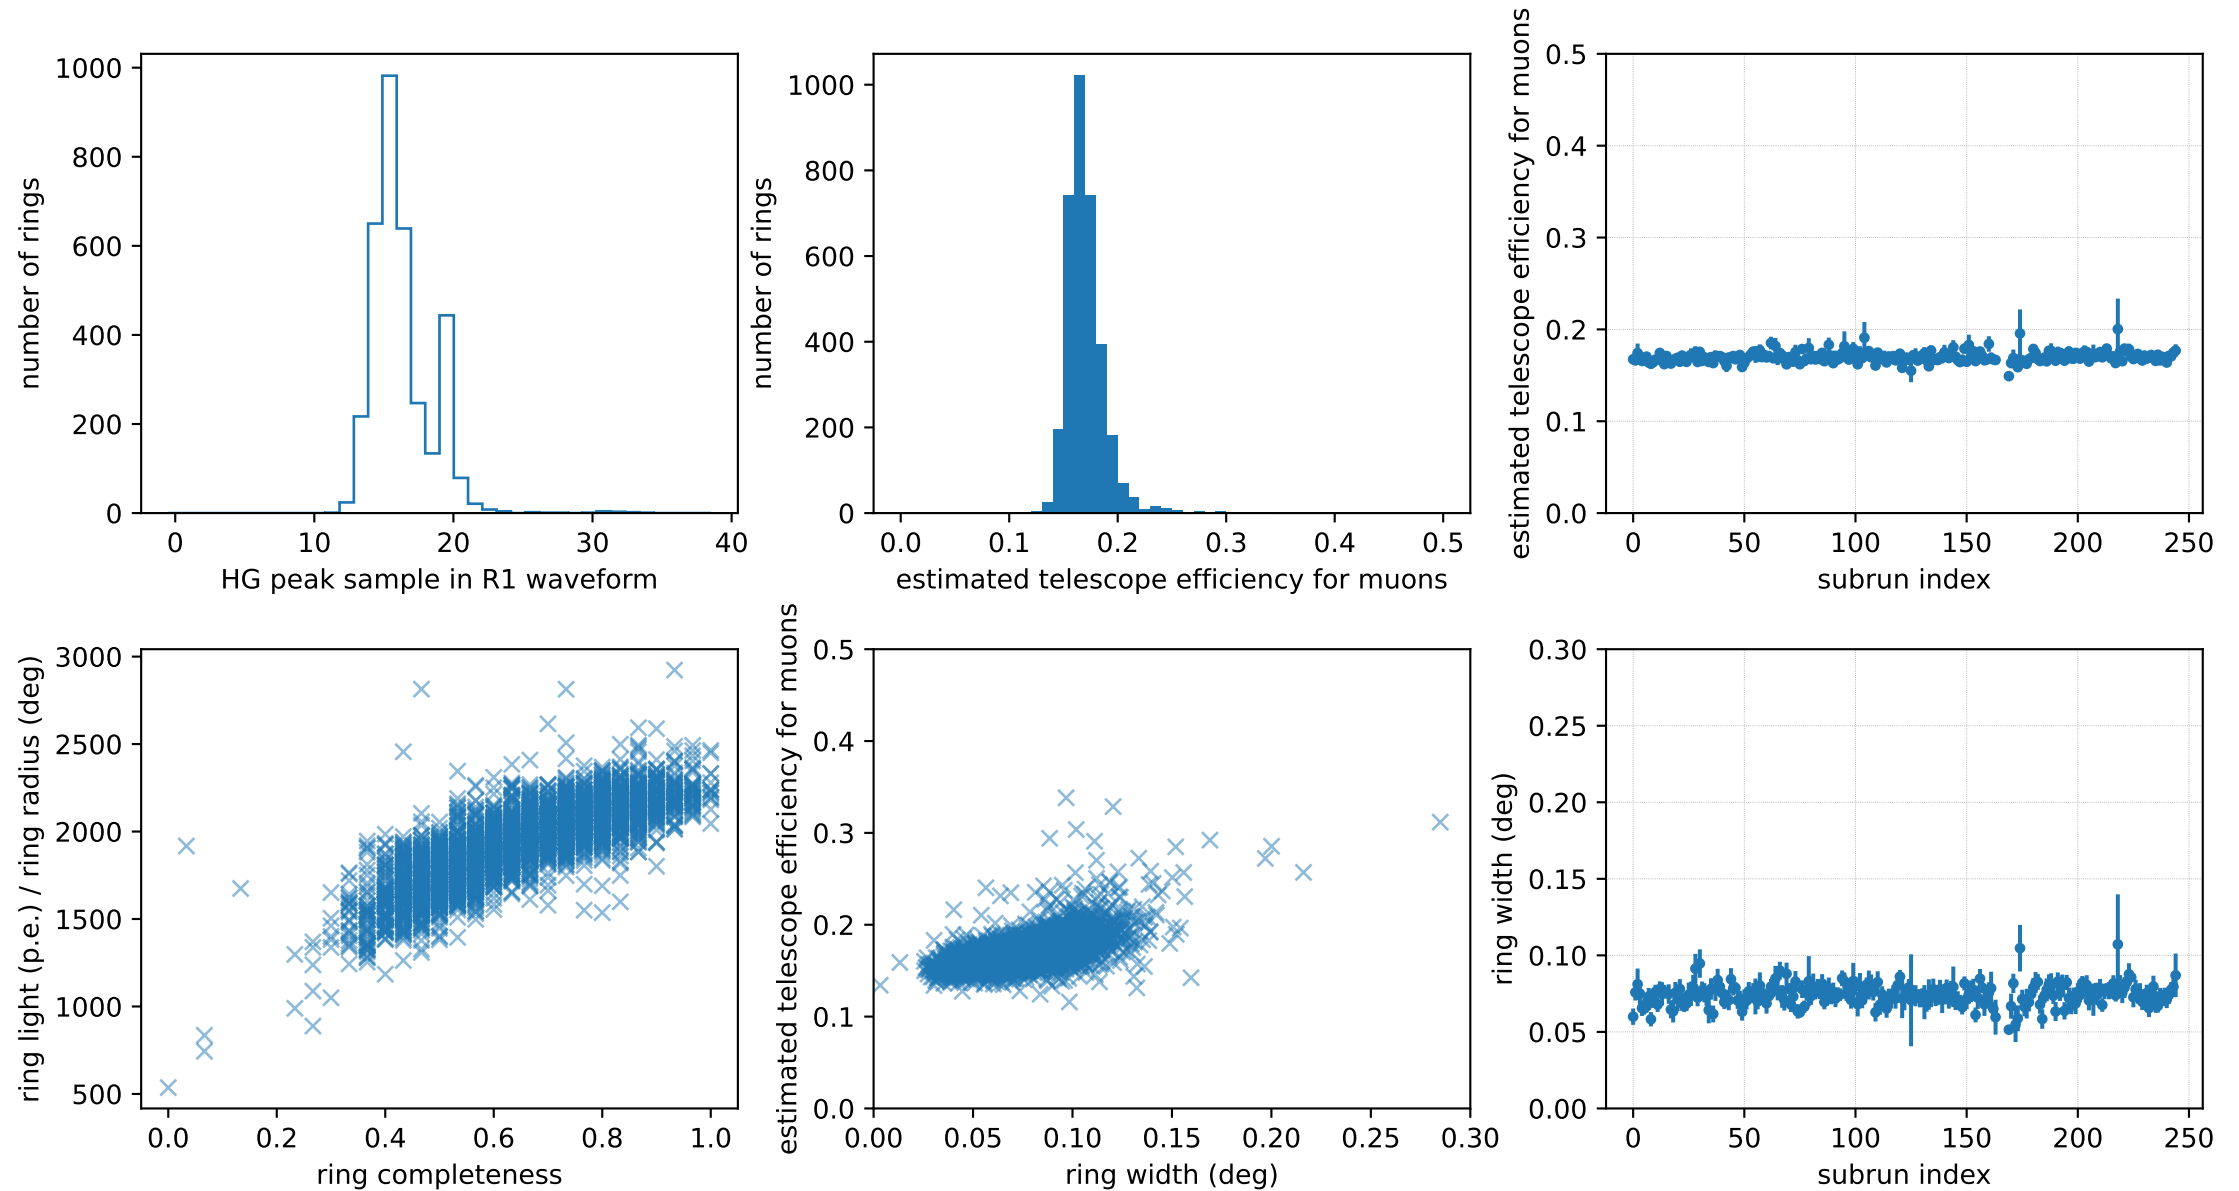 number of rings
1000
800
600
400
200
0
0 10 20 30 40
HG peak sample in R1 waveform
number of rings
1000
800
600
400
200
0
0.0 0.1 0.2 0.3 0.4 0.5
estimated telescope efficiency for muons
estimated telescope efficiency for muons
0.5
0.4
0.3
0.2
0.1
0.0
0 50 100 150 200 250
subrun index
ring light (p.e.) / ring radius (deg)
3000
2500
2000
1500
1000
500
0.0 0.2 0.4 0.6 0.8 1.0
ring completeness
estimated telescope efficiency for muons
0.5
0.4
0.3
0.2
0.1
0.0
0.00 0.05 0.10 0.15 0.20 0.25 0.30
ring width (deg)
ring width (deg)
0.30
0.25
0.20
0.15
0.10
0.05
0.00
0 50 100 150 200 250
subrun index